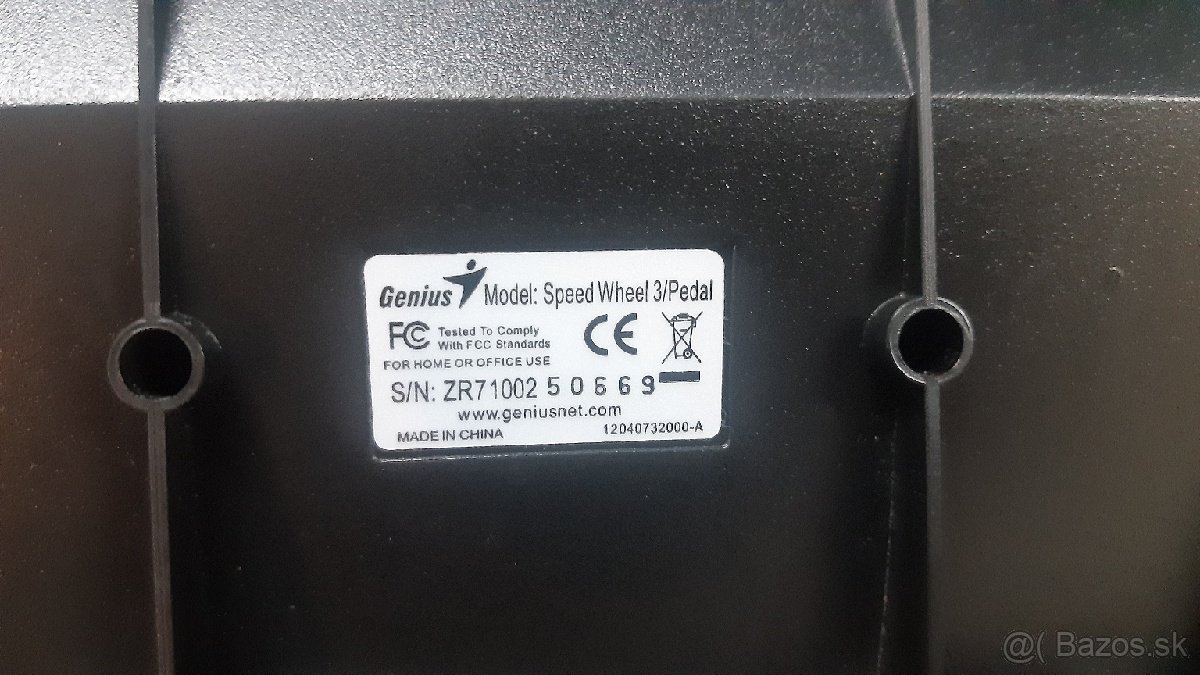 Genius Model: Speed Wheel 3/Pedal
FC Tested To Comply
With FCC Standards
CE
FOR HOME OR OFFICE USE
S/N: ZR71002 5 0 6 6 9
www.geniusnet.com
MADE IN CHINA 12040732000-A
@( Bazos.sk